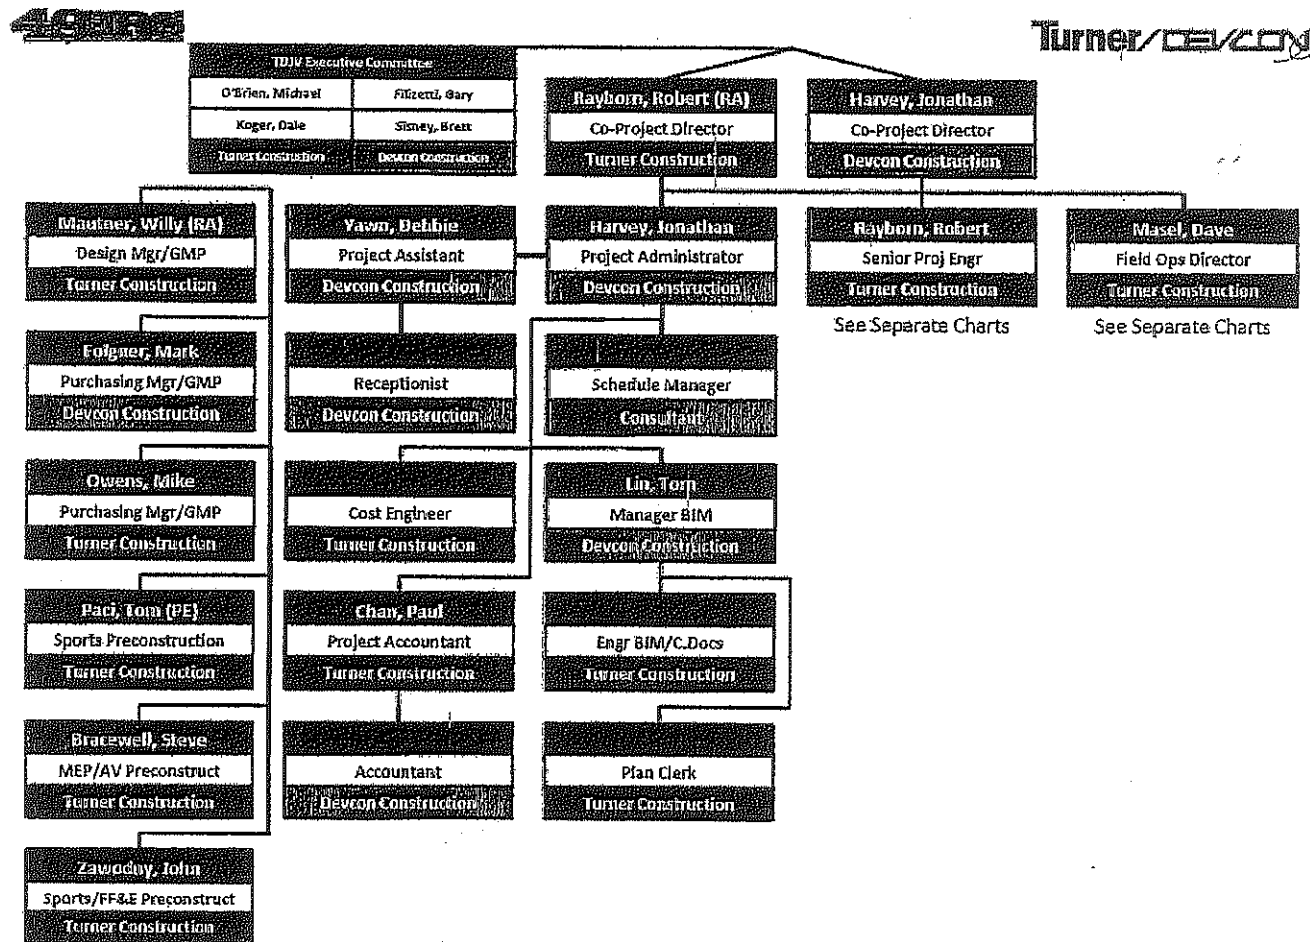 49ERS
Turner/DEVCON
TDJV Executive Committee
O'Brien, Michael
Filizetti, Gary
Koger, Dale
Sisney, Brett
Turner Construction
Devcon Construction
Rayborn, Robert (RA)
Co-Project Director
Turner Construction
Harvey, Jonathan
Co-Project Director
Devcon Construction
Mautner, Willy (RA)
Design Mgr/GMP
Turner Construction
Yawn, Debbie
Project Assistant
Devcon Construction
Harvey, Jonathan
Project Administrator
Devcon Construction
Rayborn, Robert
Senior Proj Engr
Turner Construction
See Separate Charts
Masel, Dave
Field Ops Director
Turner Construction
See Separate Charts
Folgner, Mark
Purchasing Mgr/GMP
Devcon Construction
Receptionist
Devcon Construction
Schedule Manager
Consultant
Owens, Mike
Purchasing Mgr/GMP
Turner Construction
Cost Engineer
Turner Construction
Lin, Tom
Manager BIM
Devcon Construction
Paci, Tom (PE)
Sports Preconstruction
Turner Construction
Chan, Paul
Project Accountant
Turner Construction
Engr BIM/C.Docs
Turner Construction
Bracewell, Steve
MEP/AV Preconstruct
Turner Construction
Accountant
Devcon Construction
Plan Clerk
Turner Construction
Zawodny, John
Sports/FF&E Preconstruct
Turner Construction